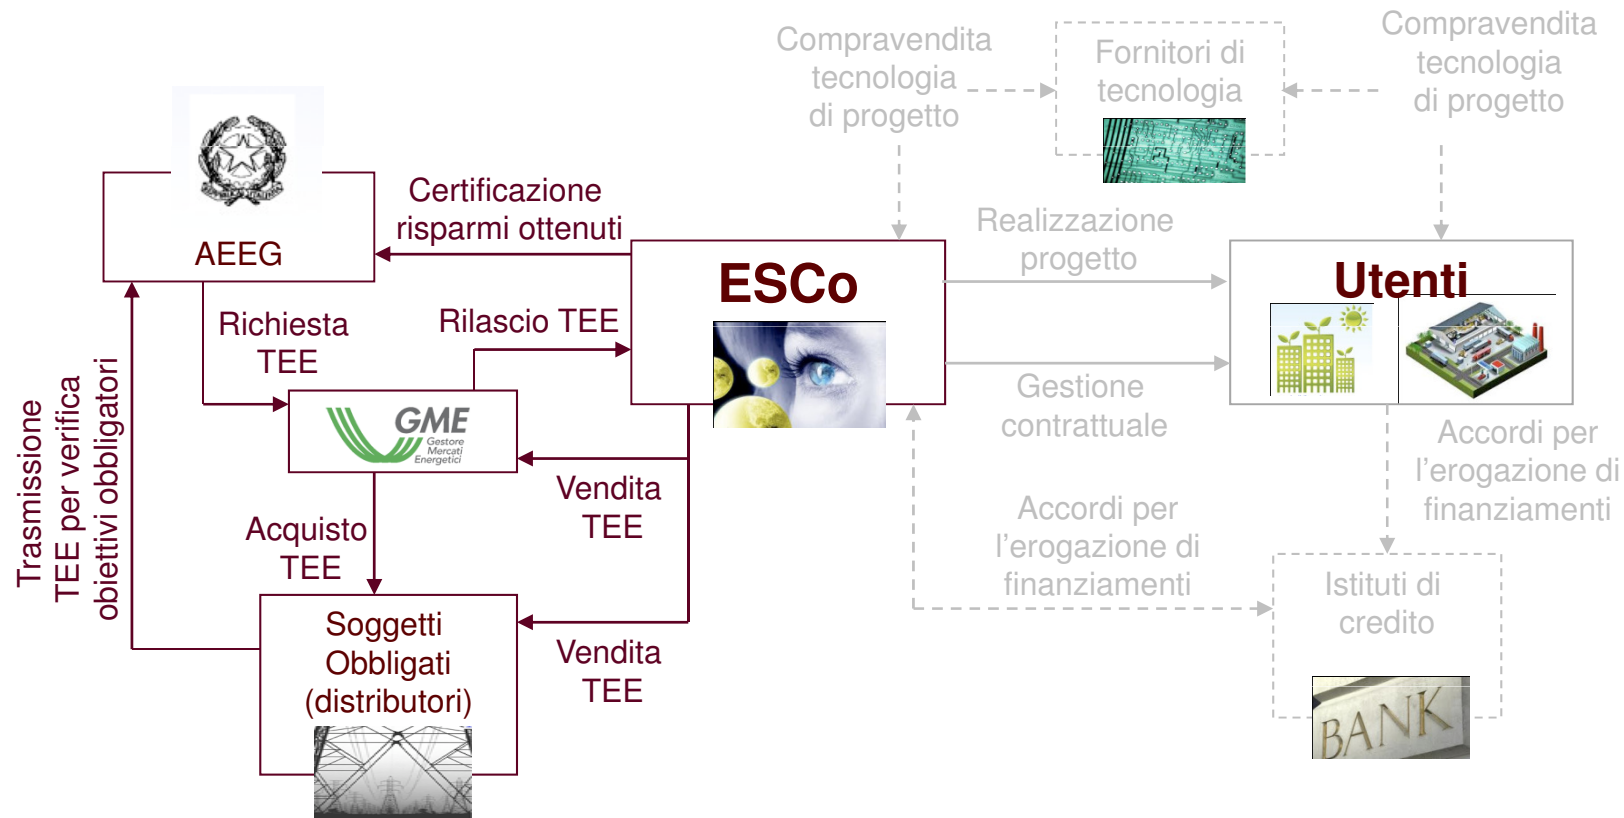 Compravendita
tecnologia
di progetto
Fornitori di
tecnologia
Compravendita
tecnologia
di progetto
AEEG
Certificazione
risparmi ottenuti
ESCo
Realizzazione
progetto
Utenti
Richiesta
TEE
Rilascio TEE
GME
Gestore
Mercati
Energetici
Gestione
contrattuale
Trasmissione
TEE per verifica
obiettivi obbligatori
Vendita
TEE
Acquisto
TEE
Accordi per
l'erogazione di
finanziamenti
Accordi per
l'erogazione di
finanziamenti
Soggetti
Obbligati
(distributori)
Vendita
TEE
Istituti di
credito
BANK